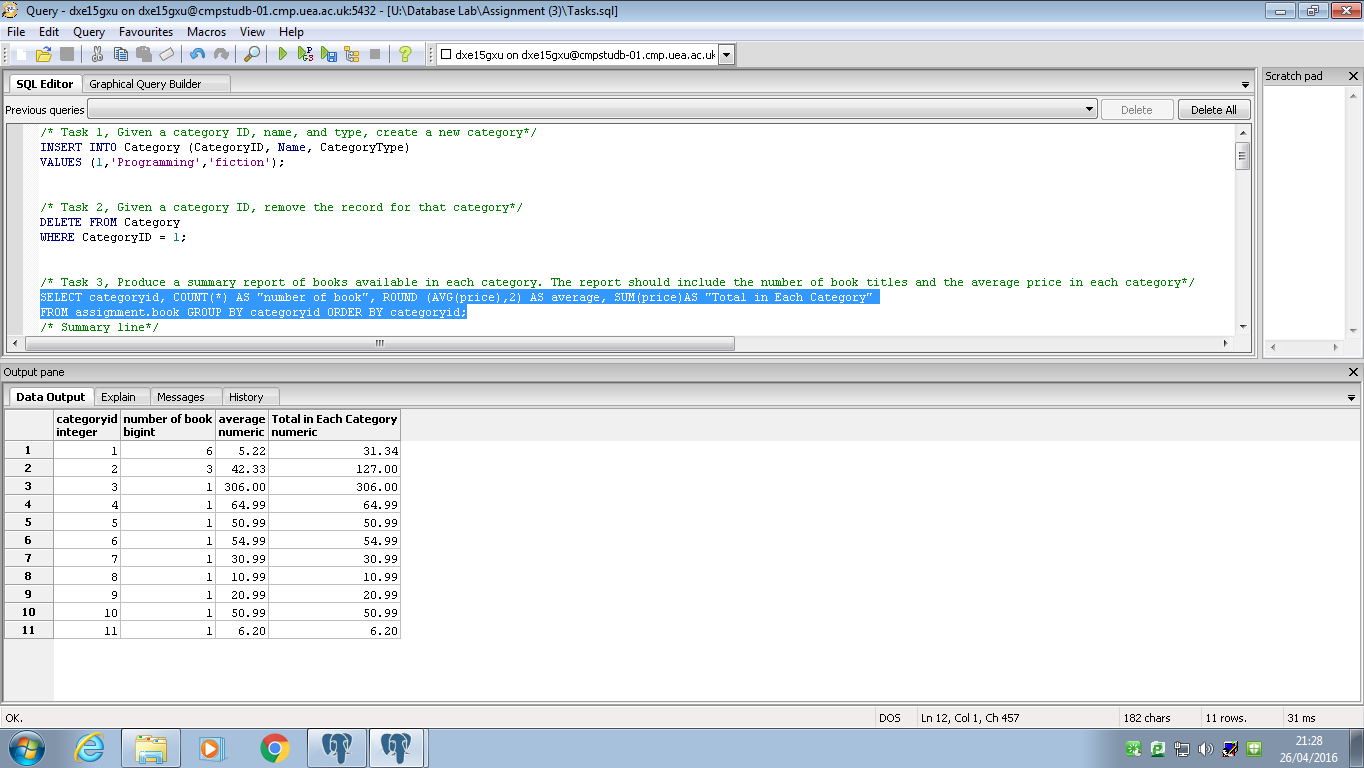 Query - dxe15gxu on dxe15gxu@cmpstudb-01.cmp.uea.ac.uk:5432 - [U:\Database Lab\Assignment (3)\Tasks.sql]
File Edit Query Favourites Macros View Help
dxe15gxu on dxe15gxu@cmpstudb-01.cmp.uea.ac.uk
SQL Editor Graphical Query Builder
Scratch pad
Previous queries Delete Delete All
/* Task 1, Given a category ID, name, and type, create a new category*/
INSERT INTO Category (CategoryID, Name, CategoryType)
VALUES (1,'Programming','fiction');
/* Task 2, Given a category ID, remove the record for that category*/
DELETE FROM Category
WHERE CategoryID = 1;
/* Task 3, Produce a summary report of books available in each category. The report should include the number of book titles and the average price in each category*/
SELECT categoryid, COUNT(*) AS "number of book", ROUND (AVG(price),2) AS average, SUM(price)AS "Total in Each Category"
FROM assignment.book GROUP BY categoryid ORDER BY categoryid;
/* Summary line*/
Output pane
Data Output Explain Messages History
categoryid number of book average Total in Each Category
integer bigint numeric numeric
1 1 6 5.22 31.34
2 2 3 42.33 127.00
3 3 1 306.00 306.00
4 4 1 64.99 64.99
5 5 1 50.99 50.99
6 6 1 54.99 54.99
7 7 1 30.99 30.99
8 8 1 10.99 10.99
9 9 1 20.99 20.99
10 10 1 50.99 50.99
11 11 1 6.20 6.20
OK. DOS Ln 12, Col 1, Ch 457 182 chars 11 rows. 31 ms
21:28
26/04/2016